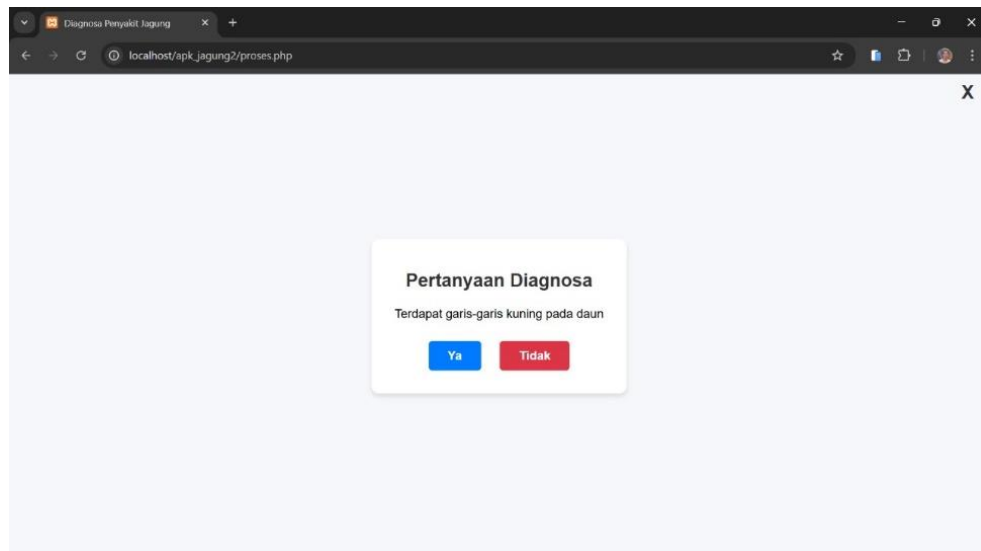 Diagnosa Penyakit Jagung
localhost/apk_jagung2/proses.php
X
Pertanyaan Diagnosa
Terdapat garis-garis kuning pada daun
Ya Tidak